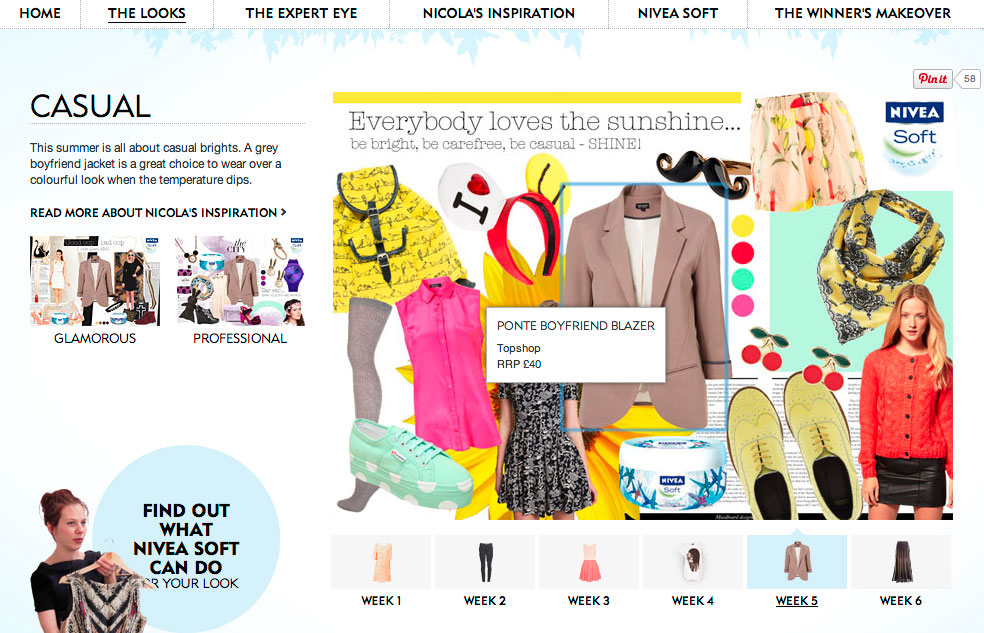 HOME
THE LOOKS
THE EXPERT EYE
NICOLA'S INSPIRATION
NIVEA SOFT
THE WINNER'S MAKEOVER
Pin it
58
CASUAL
This summer is all about casual brights. A grey
boyfriend jacket is a great choice to wear over a
colourful look when the temperature dips.
READ MORE ABOUT NICOLA'S INSPIRATION >
GLAMOROUS
PROFESSIONAL
FIND OUT
WHAT
NIVEA SOFT
CAN DO
OR YOUR LOOK
Everybody loves the sunshine...
be bright, be carefree, be casual - SHINE!
NIVEA
Soft
I
PONTE BOYFRIEND BLAZER
Topshop
RRP £40
NIVEA
Soft
WEEK 1
WEEK 2
WEEK 3
WEEK 4
WEEK 5
WEEK 6